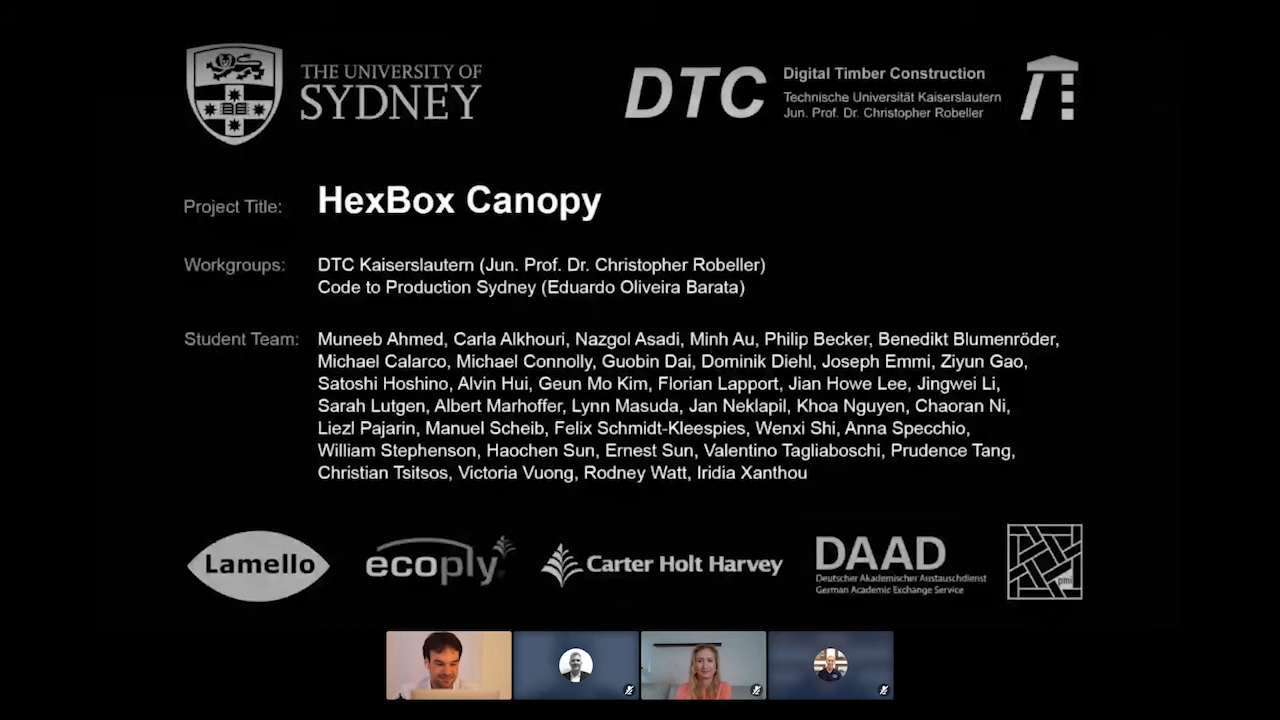 THE UNIVERSITY OF
SYDNEY
DTC
Digital Timber Construction
Technische Universität Kaiserslautern
Jun. Prof. Dr. Christopher Robeller
Project Title: HexBox Canopy
Workgroups: DTC Kaiserslautern (Jun. Prof. Dr. Christopher Robeller)
Code to Production Sydney (Eduardo Oliveira Barata)
Student Team: Muneeb Ahmed, Carla Alkhouri, Nazgol Asadi, Minh Au, Philip Becker, Benedikt Blumenröder,
Michael Calarco, Michael Connolly, Guobin Dai, Dominik Diehl, Joseph Emmi, Ziyun Gao,
Satoshi Hoshino, Alvin Hui, Geun Mo Kim, Florian Lapport, Jian Howe Lee, Jingwei Li,
Sarah Lutgen, Albert Marhoffer, Lynn Masuda, Jan Neklapil, Khoa Nguyen, Chaoran Ni,
Liezl Pajarin, Manuel Scheib, Felix Schmidt-Kleespies, Wenxi Shi, Anna Specchio,
William Stephenson, Haochen Sun, Ernest Sun, Valentino Tagliaboschi, Prudence Tang,
Christian Tsitsos, Victoria Vuong, Rodney Watt, Iridia Xanthou
Lamello
ecoply
Carter Holt Harvey
DAAD
Deutscher Akademischer Austauschdienst
German Academic Exchange Service
pmi